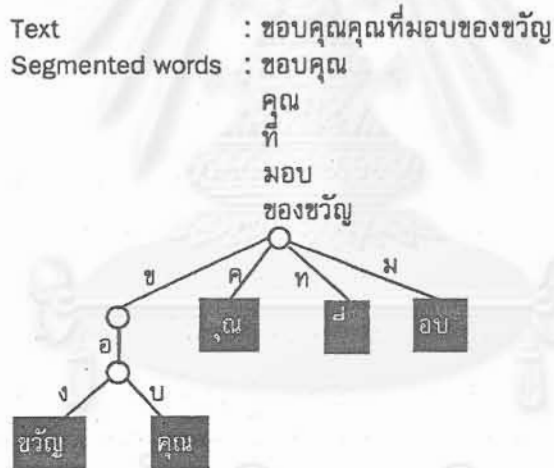 Text : ขอบคุณคุณที่มอบของขวัญ
Segmented words : ขอบคุณ
คุณ
ที่
มอบ
ของขวัญ
ข ค ท ม
ุณ ี่ อบ
อ
ง บ
ขวัญ คุณ